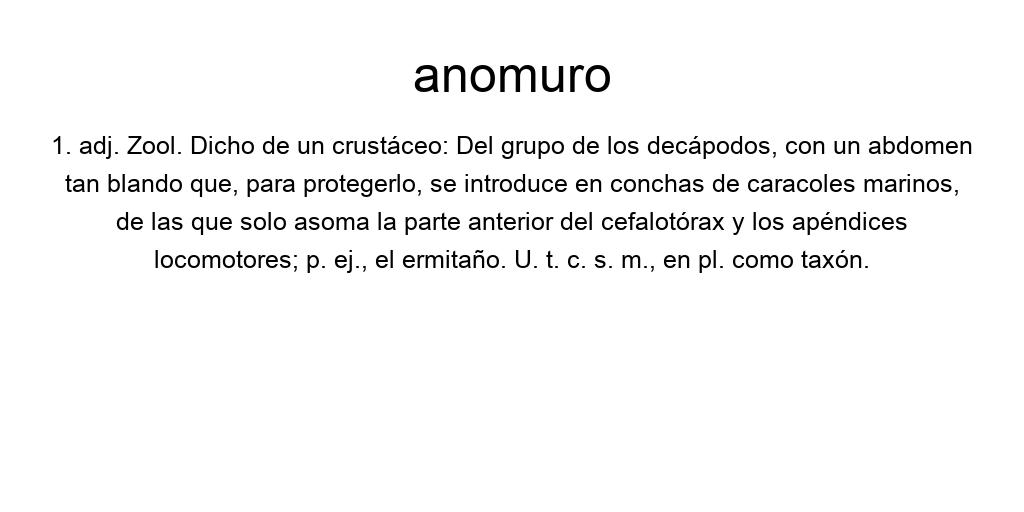 anomuro
1. adj. Zool. Dicho de un crustáceo: Del grupo de los decápodos, con un abdomen
tan blando que, para protegerlo, se introduce en conchas de caracoles marinos,
de las que solo asoma la parte anterior del cefalotórax y los apéndices
locomotores; p. ej., el ermitaño. U. t. c. s. m., en pl. como taxón.